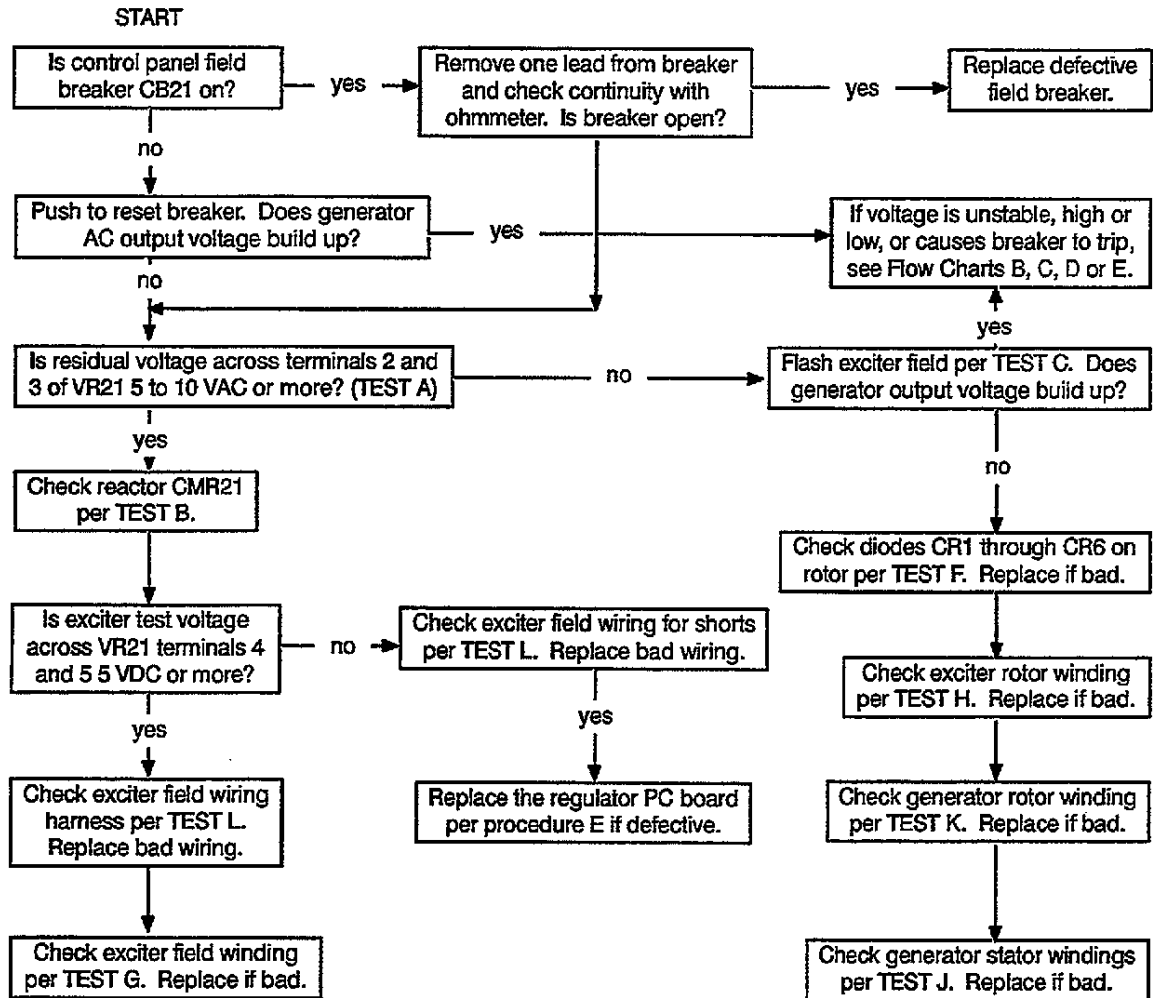 START
Is control panel field
breaker CB21 on?
yes
Remove one lead from breaker
and check continuity with
ohmmeter. Is breaker open?
yes
Replace defective
field breaker.
no
Push to reset breaker. Does generator
AC output voltage build up?
yes
If voltage is unstable, high or
low, or causes breaker to trip,
see Flow Charts B, C, D or E.
no
yes
Is residual voltage across terminals 2 and
3 of VR21 5 to 10 VAC or more? (TEST A)
no
Flash exciter field per TEST C. Does
generator output voltage build up?
yes
no
Check reactor CMR21
per TEST B.
Check diodes CR1 through CR6 on
rotor per TEST F. Replace if bad.
Is exciter test voltage
across VR21 terminals 4
and 5 5 VDC or more?
no
Check exciter field wiring for shorts
per TEST L. Replace bad wiring.
Check exciter rotor winding
per TEST H. Replace if bad.
yes
yes
Check exciter field wiring
harness per TEST L.
Replace bad wiring.
Replace the regulator PC board
per procedure E if defective.
Check generator rotor winding
per TEST K. Replace if bad.
Check exciter field winding
per TEST G. Replace if bad.
Check generator stator windings
per TEST J. Replace if bad.